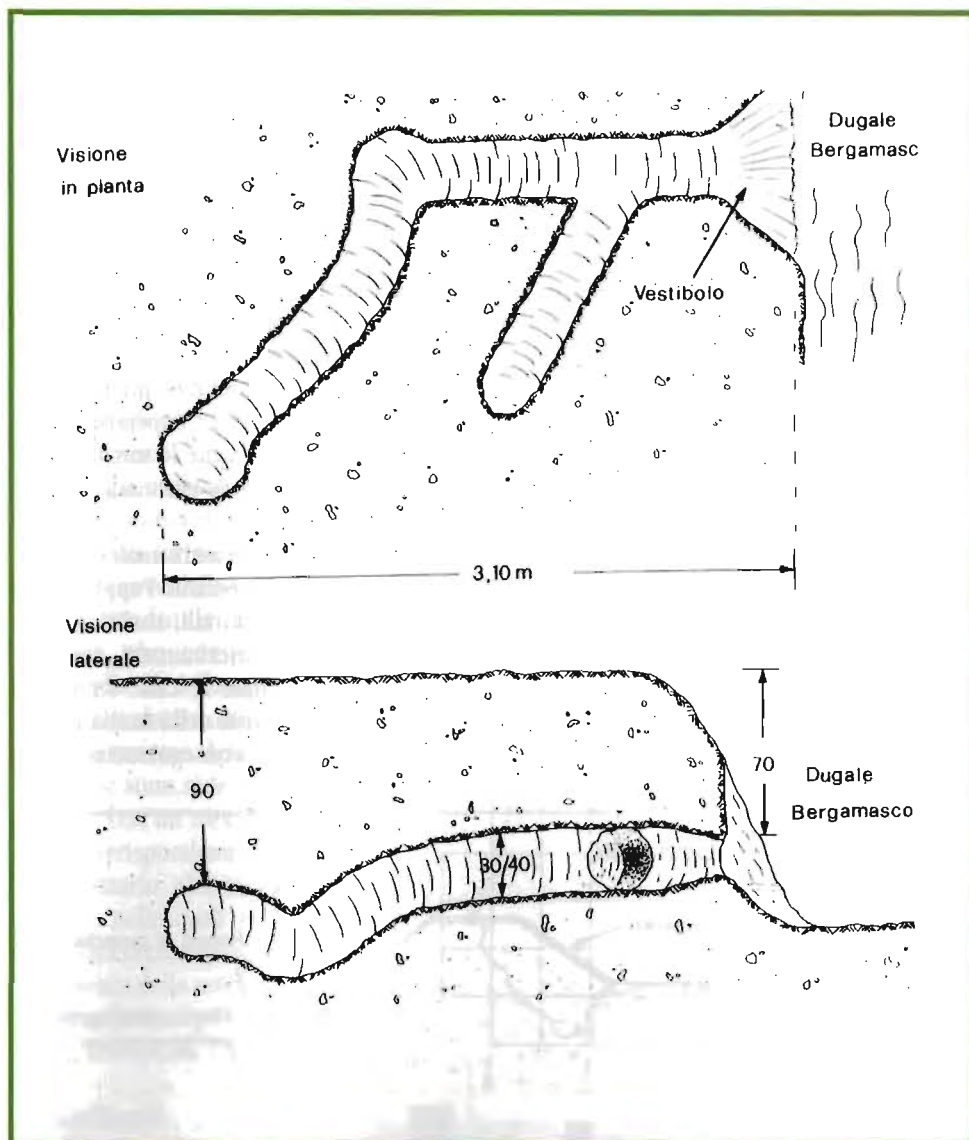 Visione
in pianta
Dugale
Bergamasc
Vestibolo
3,10 m
Visione
laterale
90
70
Dugale
Bergamasco
30/40